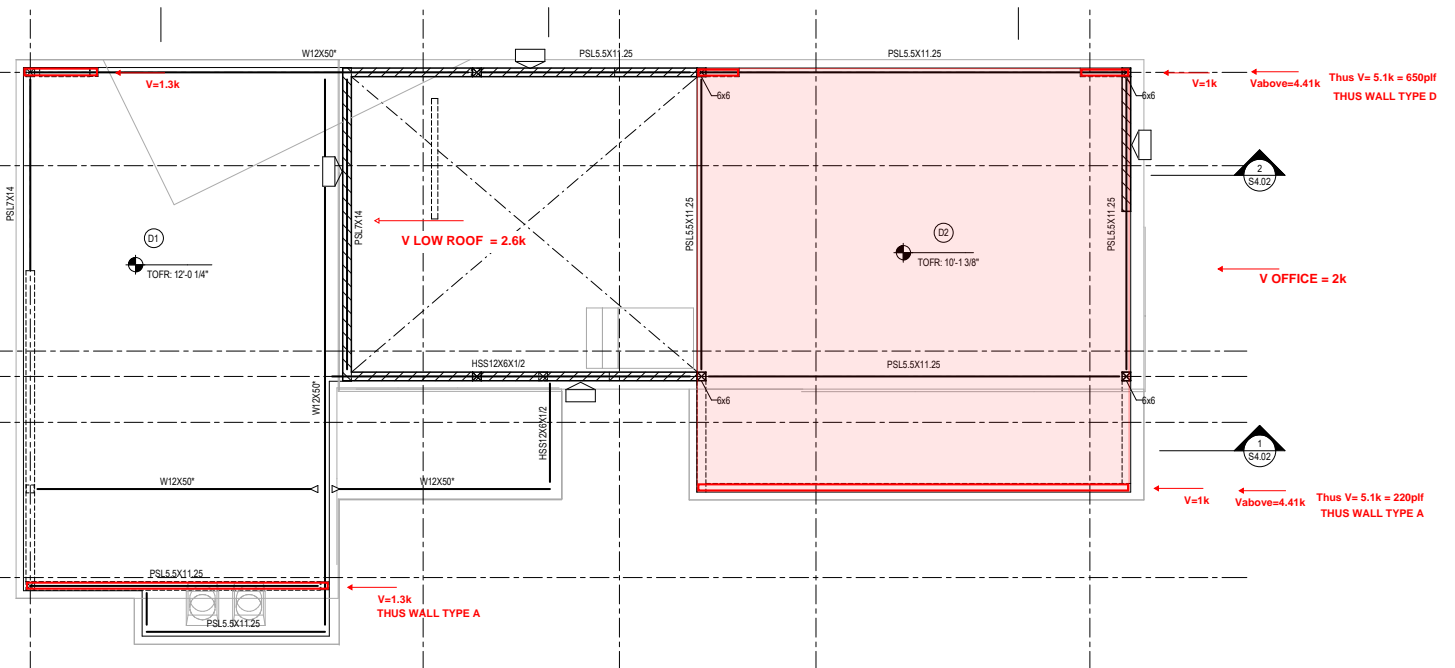 W12X50"
PSL5.5X11.25
PSL5.5X11.25
V=1.3k
6x6
6x6
V=1k
Vabove=4.41k
Thus V= 5.1k = 650plf
THUS WALL TYPE D
2
S4.02
PSL7X14
PSL7X14
PSL5.5X11.25
PSL5.5X11.25
D1
TOFR: 12'-0 1/4"
V LOW ROOF = 2.6k
D2
TOFR: 10'-1 3/8"
V OFFICE = 2k
HSS12X6X1/2
PSL5.5X11.25
W12X50"
HSS12X6X1/2
6x6
6x6
1
S4.02
W12X50"
W12X50"
V=1k
Vabove=4.41k
Thus V= 5.1k = 220plf
THUS WALL TYPE A
PSL5.5X11.25
V=1.3k
THUS WALL TYPE A
PSL5.5X11.25